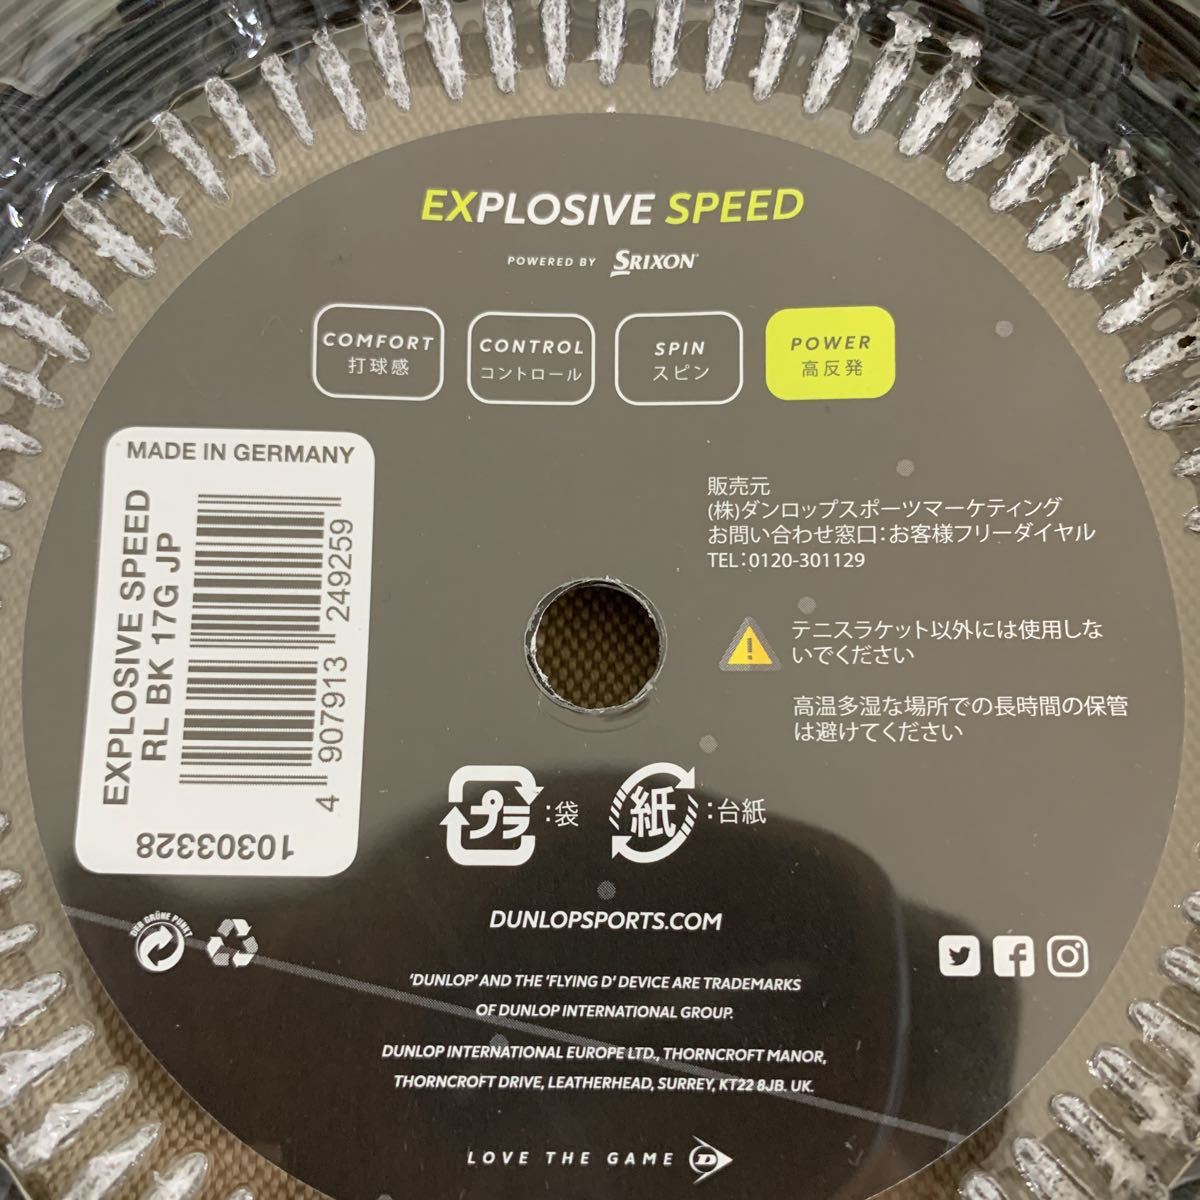 EXPLOSIVE SPEED
POWERED BY SRIXON
COMFORT
打球感
CONTROL
コントロール
SPIN
スピン
POWER
高反発
MADE IN GERMANY
EXPLOSIVE SPEED
RL BK 17G JP
4 907913 249259
10303328
販売元
(株)ダンロップスポーツマーケティング
お問い合わせ窓口:お客様フリーダイヤル
TEL:0120-301129
テニスラケット以外には使用しな
いでください
高温多湿な場所での長時間の保管
は避けてください
プラ:袋
紙:台紙
DUNLOPSPORTS.COM
DER GRÜNE PUNKT
'DUNLOP' AND THE 'FLYING D' DEVICE ARE TRADEMARKS
OF DUNLOP INTERNATIONAL GROUP.
DUNLOP INTERNATIONAL EUROPE LTD., THORNCROFT MANOR,
THORNCROFT DRIVE, LEATHERHEAD, SURREY, KT22 8JB. UK.
LOVE THE GAME D